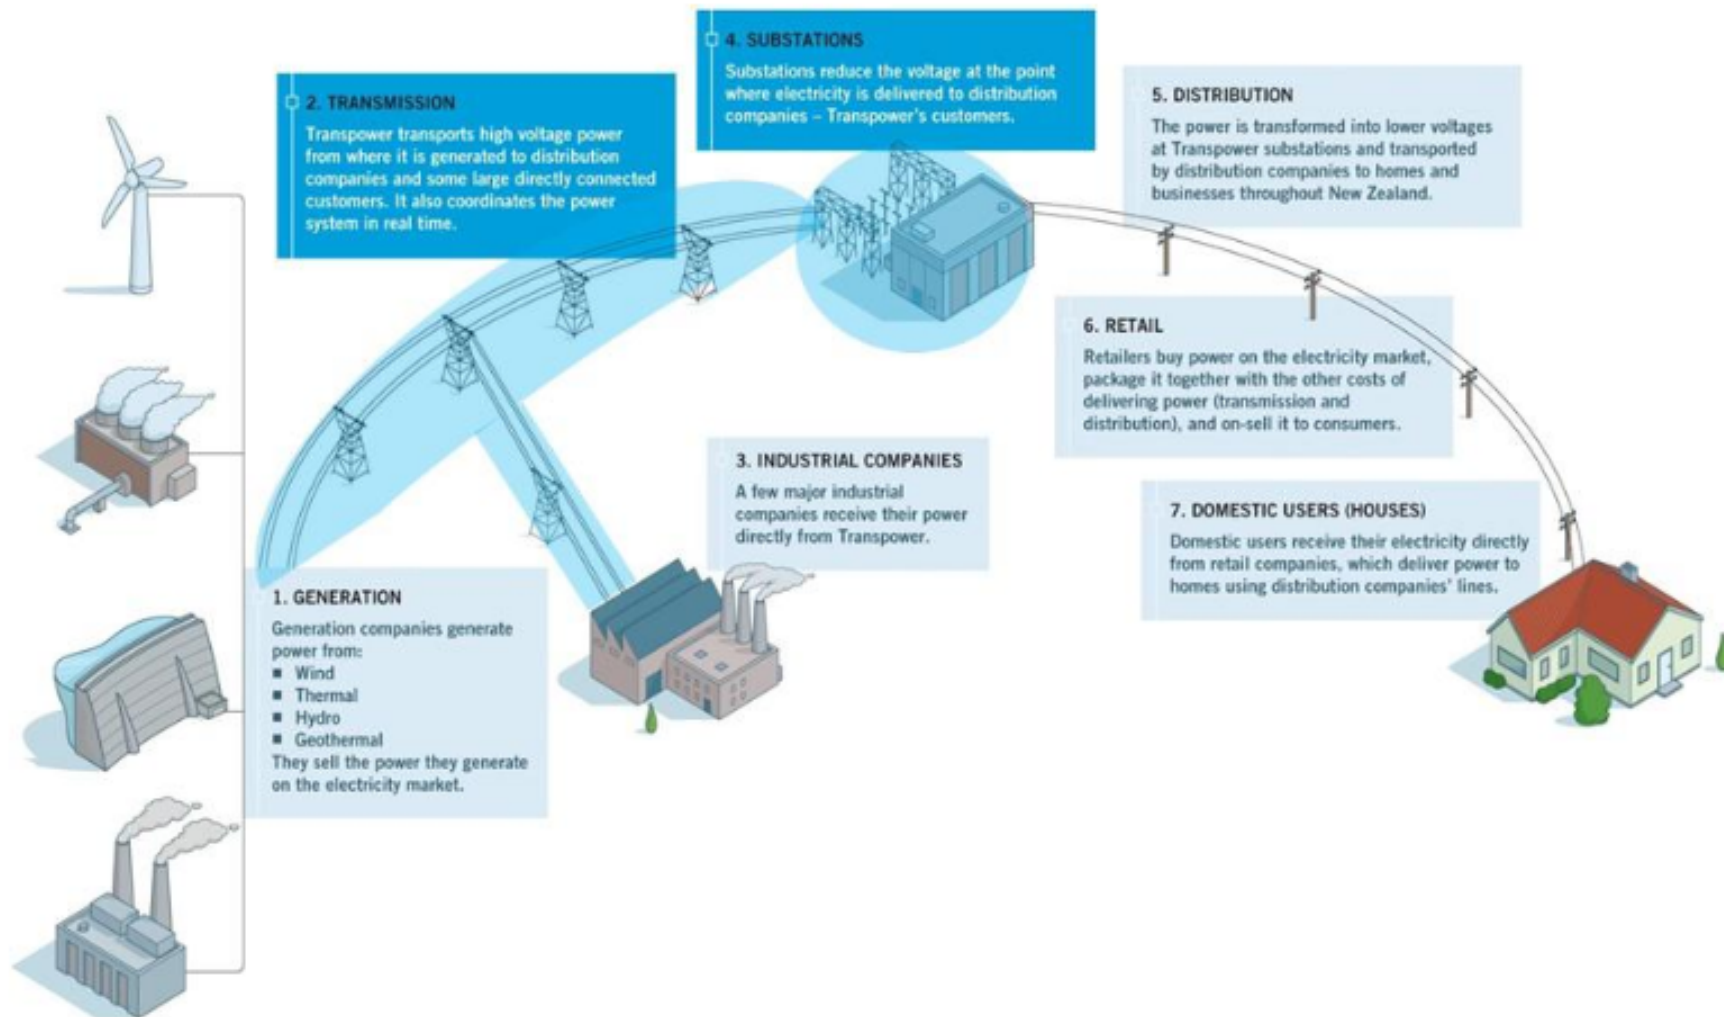 1. GENERATION
Generation companies generate
power from:
■ Wind
■ Thermal
■ Hydro
■ Geothermal
They sell the power they generate
on the electricity market.
2. TRANSMISSION
Transpower transports high voltage power
from where it is generated to distribution
companies and some large directly connected
customers. It also coordinates the power
system in real time.
3. INDUSTRIAL COMPANIES
A few major industrial
companies receive their power
directly from Transpower.
4. SUBSTATIONS
Substations reduce the voltage at the point
where electricity is delivered to distribution
companies – Transpower's customers.
5. DISTRIBUTION
The power is transformed into lower voltages
at Transpower substations and transported
by distribution companies to homes and
businesses throughout New Zealand.
6. RETAIL
Retailers buy power on the electricity market,
package it together with the other costs of
delivering power (transmission and
distribution), and on-sell it to consumers.
7. DOMESTIC USERS (HOUSES)
Domestic users receive their electricity directly
from retail companies, which deliver power to
homes using distribution companies' lines.